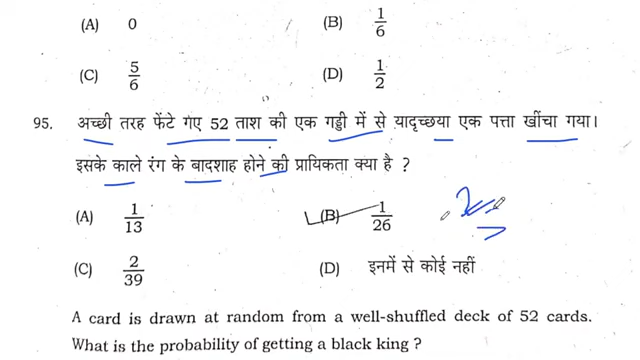 (A) 0 (B) 1/6
(C) 5/6 (D) 1/2
95. अच्छी तरह फेंटे गए 52 ताश की एक गड्डी में से यादृच्छया एक पत्ता खींचा गया।
इसके काले रंग के बादशाह होने की प्रायिकता क्या है ?
(A) 1/13 (B) 1/26
(C) 2/39 (D) इनमें से कोई नहीं
A card is drawn at random from a well-shuffled deck of 52 cards.
What is the probability of getting a black king ?